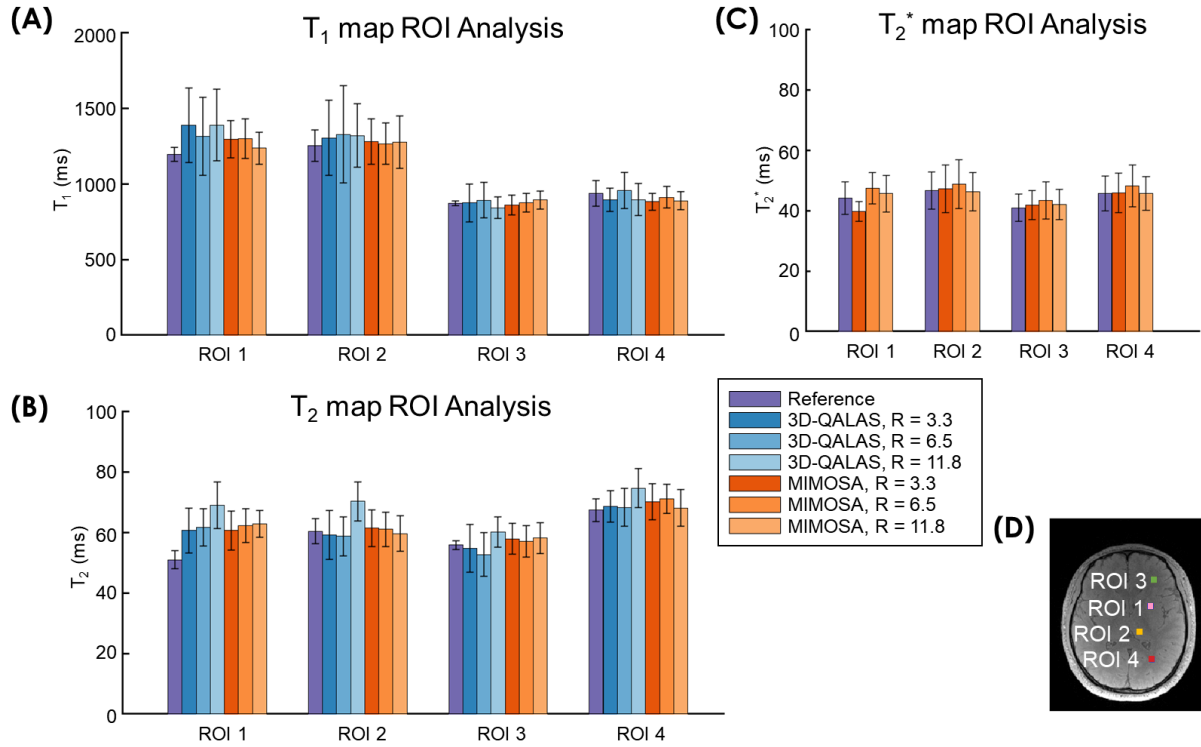 (A)
T₁ map ROI Analysis
2000
1500
1000
500
0
T₁ (ms)
ROI 1
ROI 2
ROI 3
ROI 4
(C)
T₂* map ROI Analysis
100
80
60
40
20
0
T₂* (ms)
ROI 1
ROI 2
ROI 3
ROI 4
(B)
T₂ map ROI Analysis
100
80
60
40
20
0
T₂ (ms)
ROI 1
ROI 2
ROI 3
ROI 4
Reference
3D-QALAS, R = 3.3
3D-QALAS, R = 6.5
3D-QALAS, R = 11.8
MIMOSA, R = 3.3
MIMOSA, R = 6.5
MIMOSA, R = 11.8
(D)
ROI 3
ROI 1
ROI 2
ROI 4